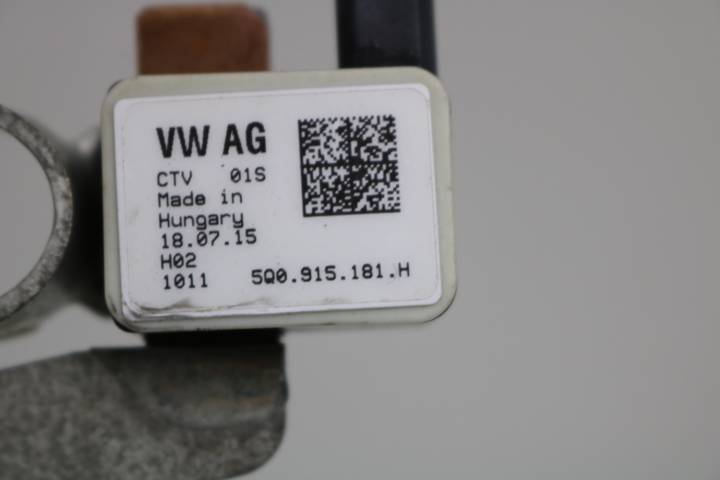 VW AG
CTV 01S
Made in
Hungary
18.07.15
H02
1011 5Q0.915.181.H